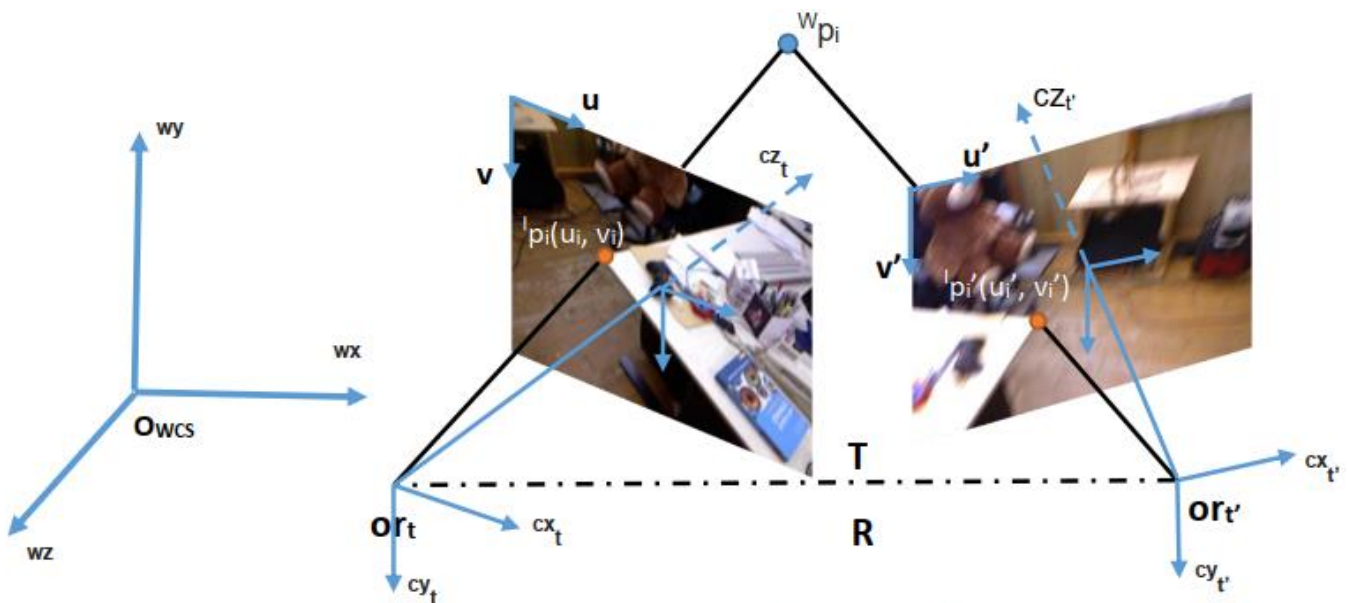 wy
wx
wz
OWCS
u
v
czt
Ipi(ui, vi)
ort
cxt
cyt
Wpi
T
R
czt'
u'
v'
Ipi'(ui', vi')
ort'
cxt'
cyt'